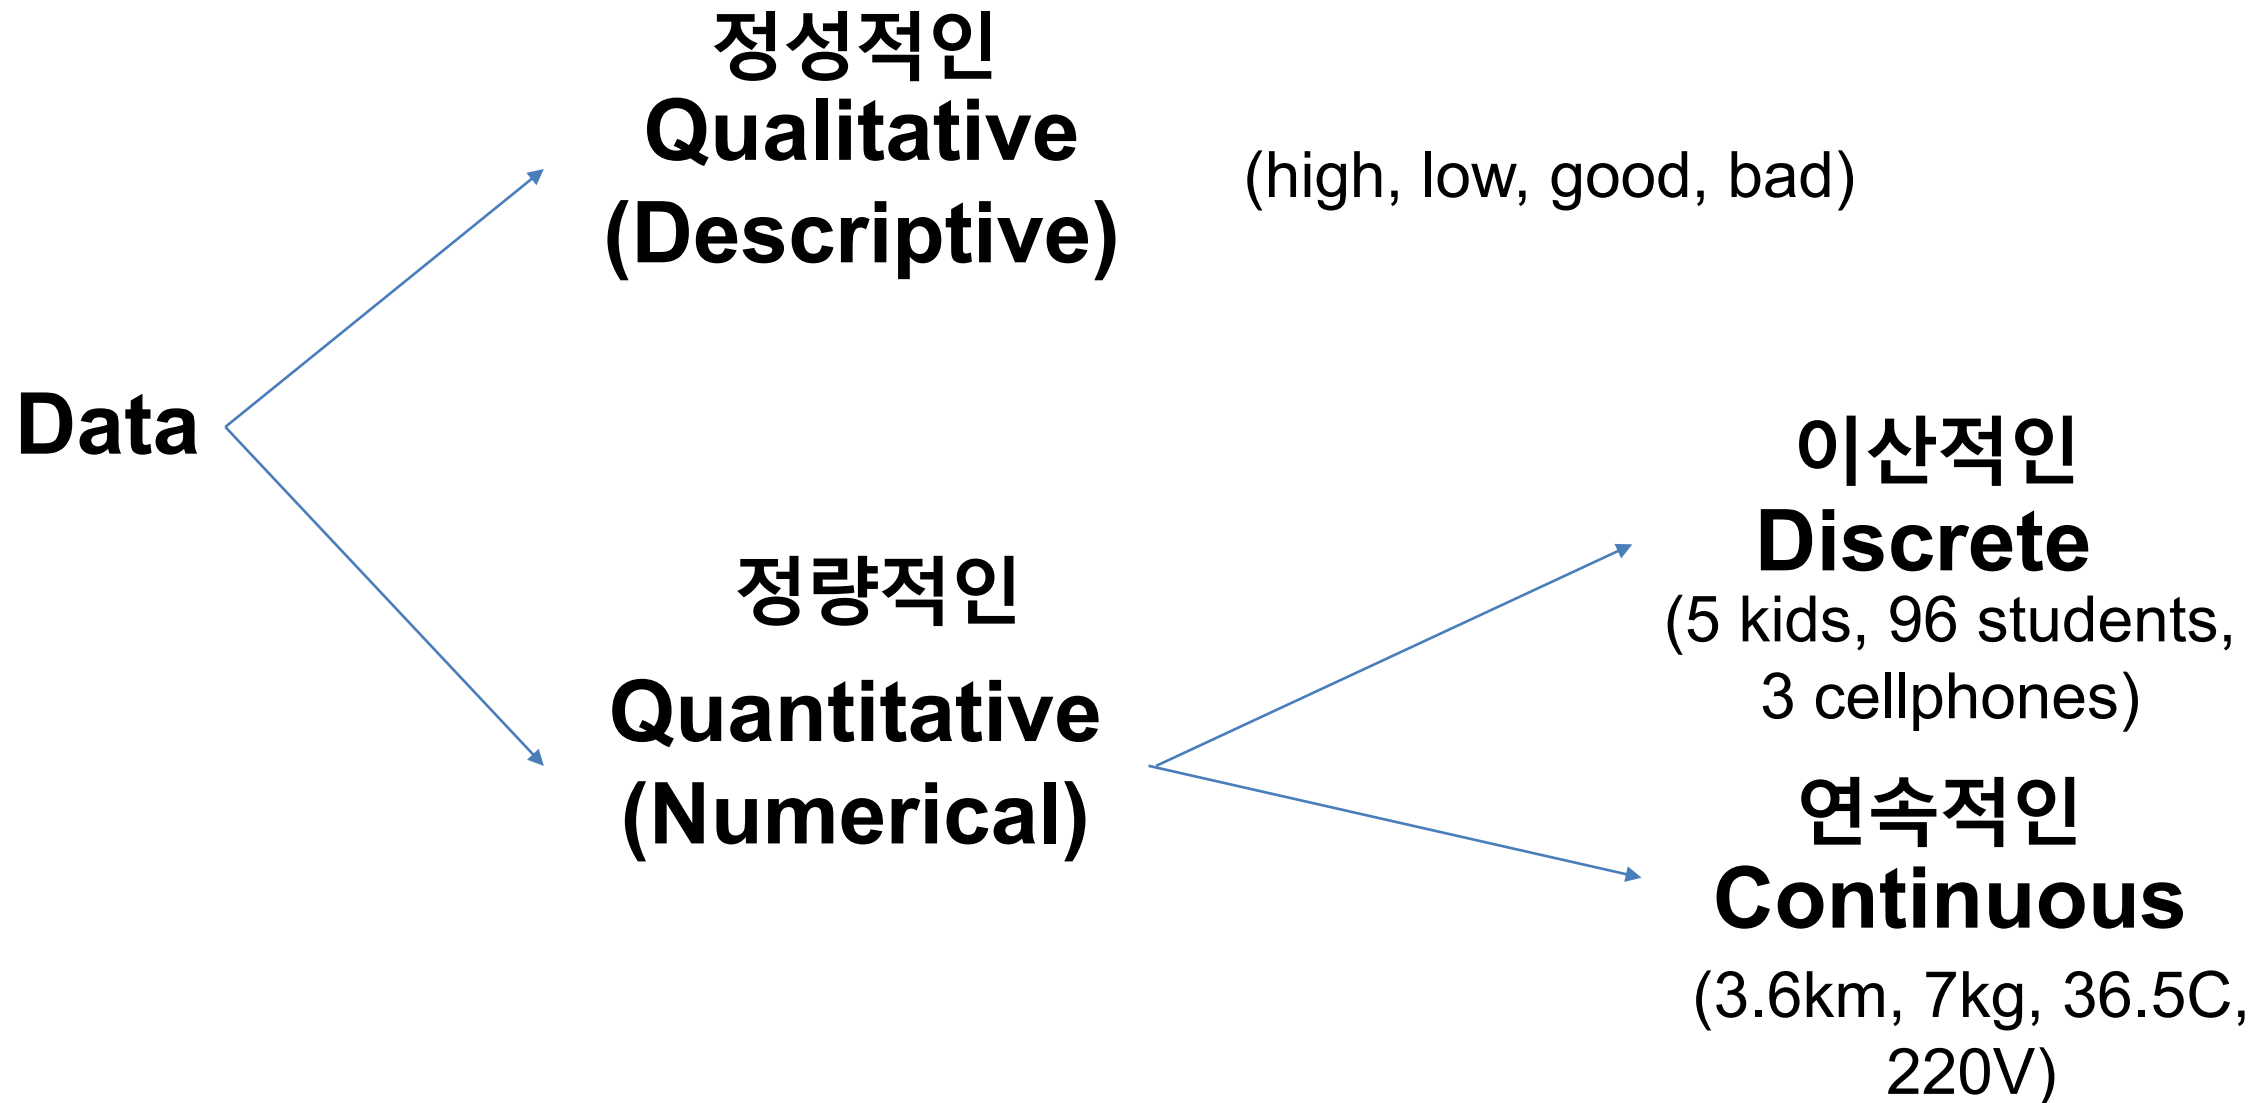 정성적인
Qualitative
(Descriptive)
(high, low, good, bad)
Data
정량적인
Quantitative
(Numerical)
이산적인
Discrete
(5 kids, 96 students,
3 cellphones)
연속적인
Continuous
(3.6km, 7kg, 36.5C,
220V)